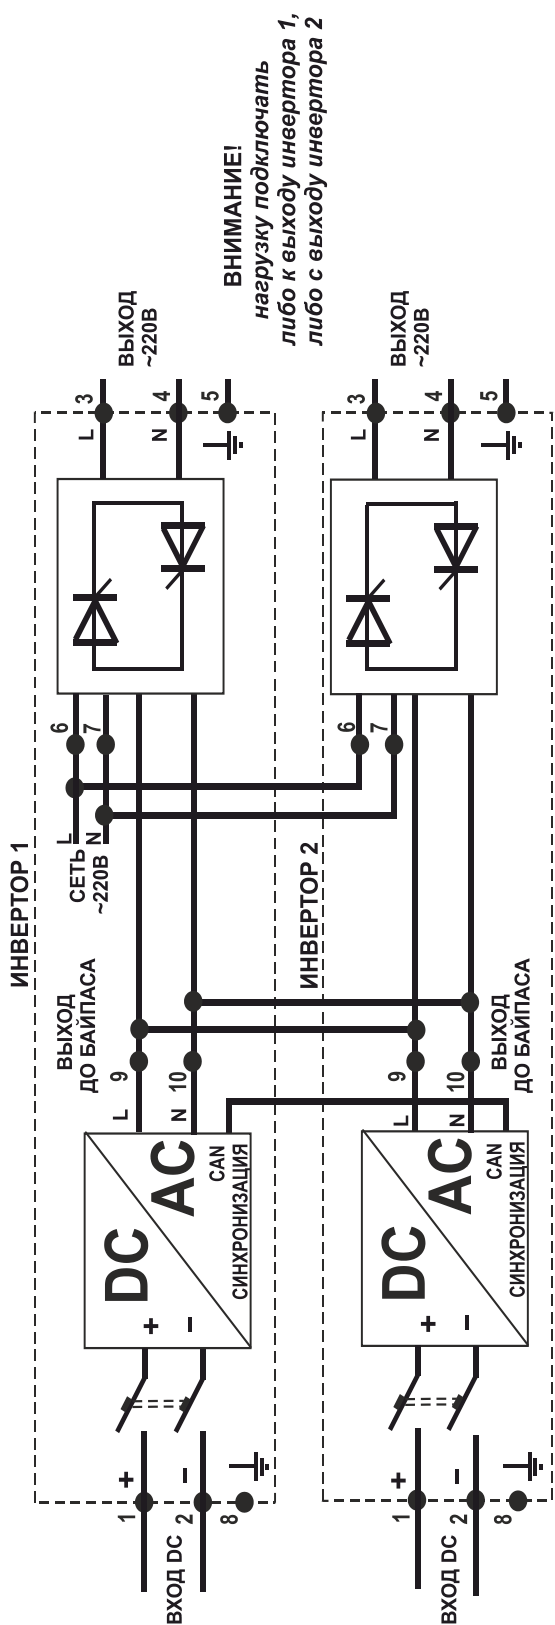 ИНВЕРТОР 1
ВХОД DC
1
+
2
–
8
DC
AC
+
–
CAN
СИНХРОНИЗАЦИЯ
L
9
N
10
ВЫХОД
ДО БАЙПАСА
СЕТЬ
~220В
L
N
6
7
L
3
N
4
5
ВЫХОД
~220В
ИНВЕРТОР 2
ВХОД DC
1
+
2
–
8
DC
AC
+
–
CAN
СИНХРОНИЗАЦИЯ
L
9
N
10
ВЫХОД
ДО БАЙПАСА
6
7
L
3
N
4
5
ВЫХОД
~220В
ВНИМАНИЕ!
нагрузку подключать
либо к выходу инвертора 1,
либо с выходу инвертора 2